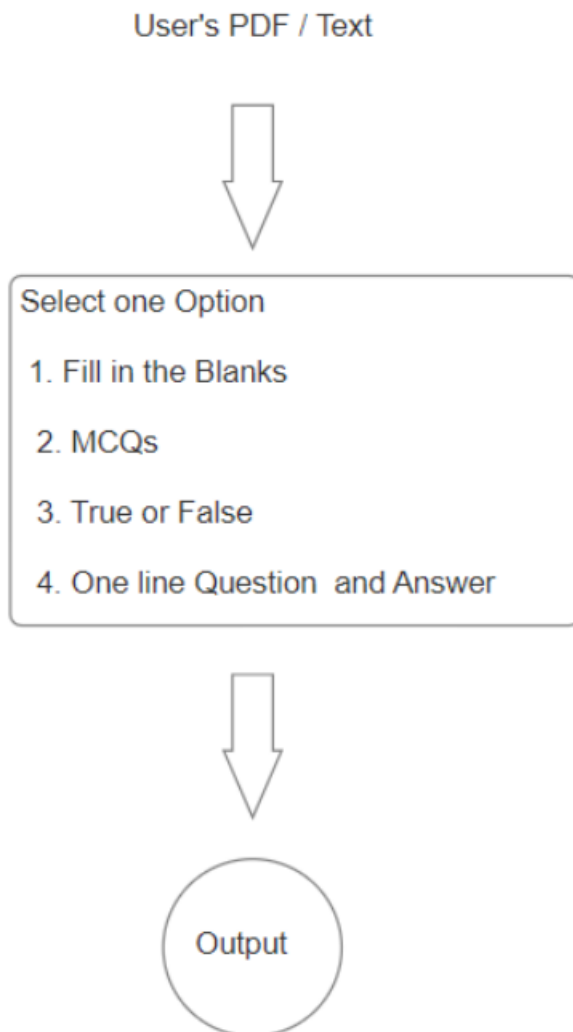 User's PDF / Text
Select one Option
1. Fill in the Blanks
2. MCQs
3. True or False
4. One line Question and Answer
Output